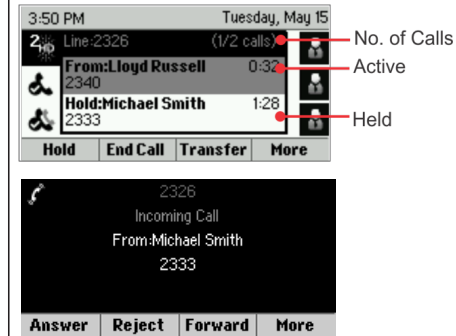 3:50 PM Tuesday, May 15
2 HD Line:2326 (1/2 calls)
No. of Calls
From:Lloyd Russell 0:32
Active
2340
Hold:Michael Smith 1:28
2333
Held
Hold End Call Transfer More
2326
Incoming Call
From:Michael Smith
2333
Answer Reject Forward More